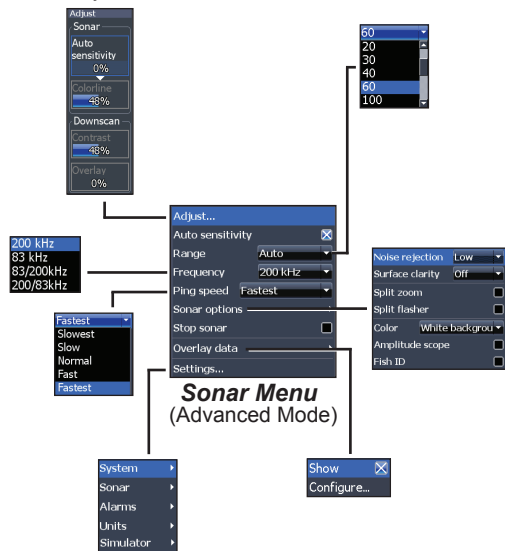 Adjust
Sonar
Auto
sensitivity
0%
Colorline
48%
Downscan
Contrast
48%
Overlay
0%
60
20
30
40
60
100
200 kHz
83 kHz
83/200kHz
200/83kHz
Adjust...
Auto sensitivity
Range Auto
Frequency 200 kHz
Ping speed Fastest
Sonar options
Stop sonar
Overlay data
Settings...
Noise rejection Low
Surface clarity Off
Split zoom
Split flasher
Color White backgrou
Amplitude scope
Fish ID
Fastest
Slowest
Slow
Normal
Fast
Fastest
Sonar Menu
(Advanced Mode)
System
Sonar
Alarms
Units
Simulator
Show
Configure...